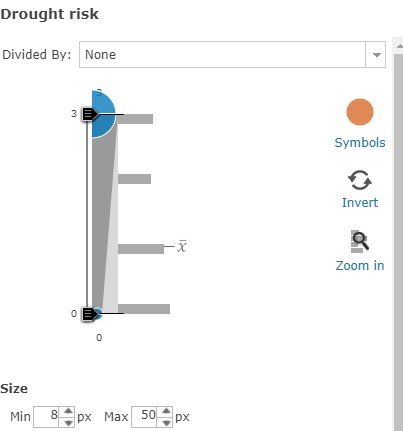 Drought risk
Divided By: None
3
3
Symbols
x̄
Invert
Zoom in
0
0
Size
Min 8 px Max 50 px